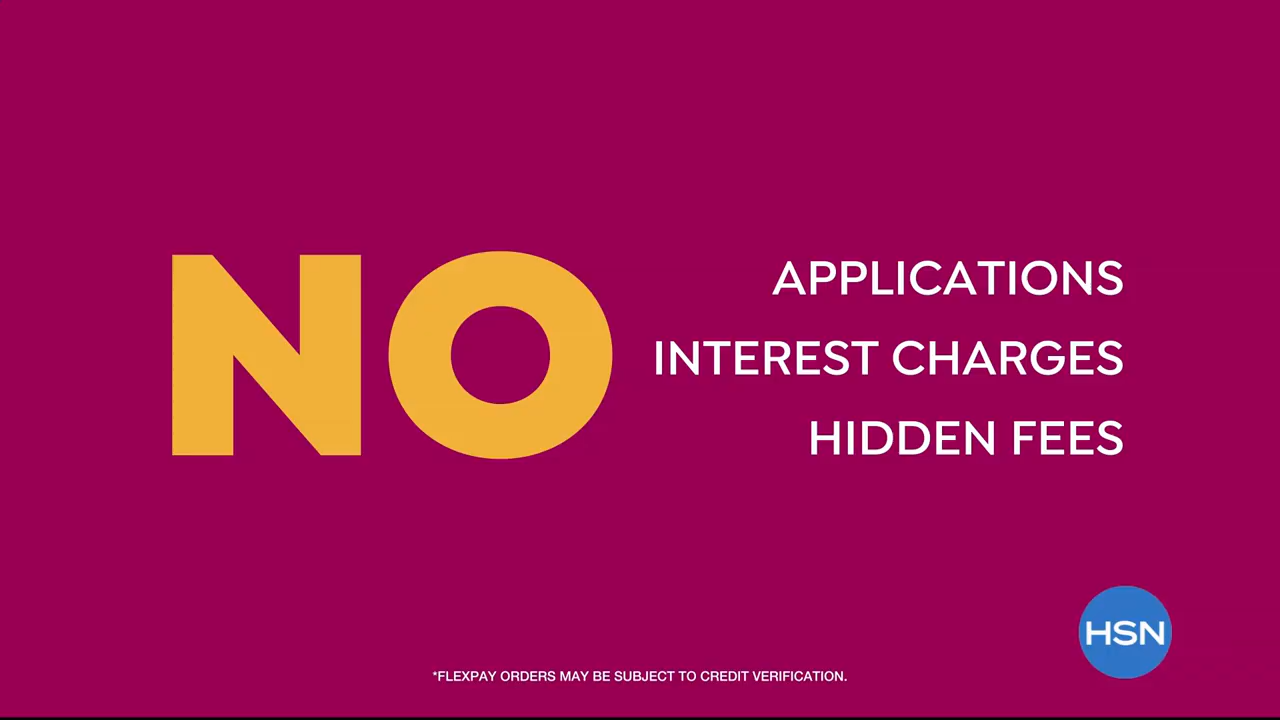 NO
APPLICATIONS
INTEREST CHARGES
HIDDEN FEES
HSN
*FLEXPAY ORDERS MAY BE SUBJECT TO CREDIT VERIFICATION.